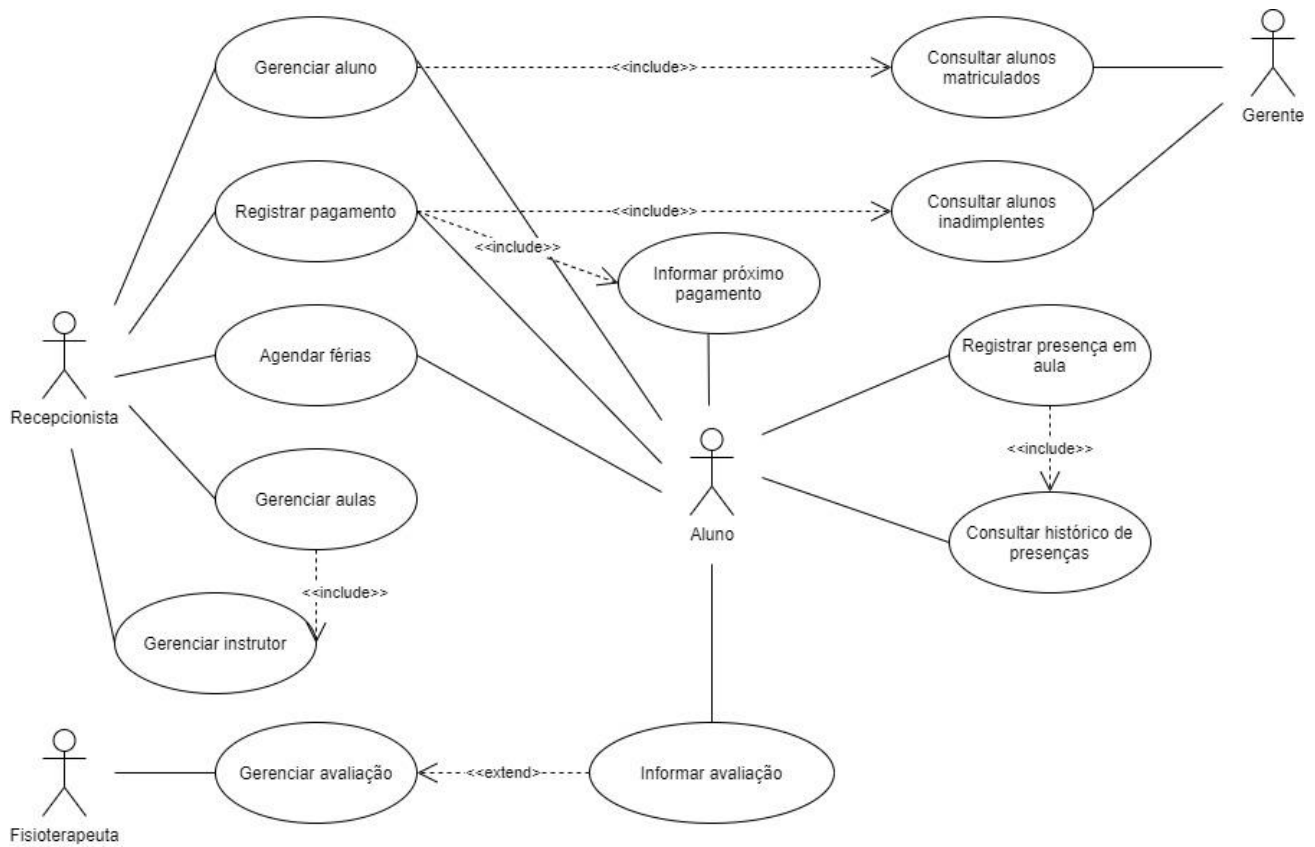 Gerenciar aluno
<<include>>
Consultar alunos
matriculados
Gerente
Registrar pagamento
<<include>>
Consultar alunos
inadimplentes
<<include>>
Informar próximo
pagamento
Recepcionista
Agendar férias
Registrar presença em
aula
<<include>>
Gerenciar aulas
Aluno
Consultar histórico de
presenças
<<include>>
Gerenciar instrutor
Fisioterapeuta
Gerenciar avaliação
<<extend>>
Informar avaliação